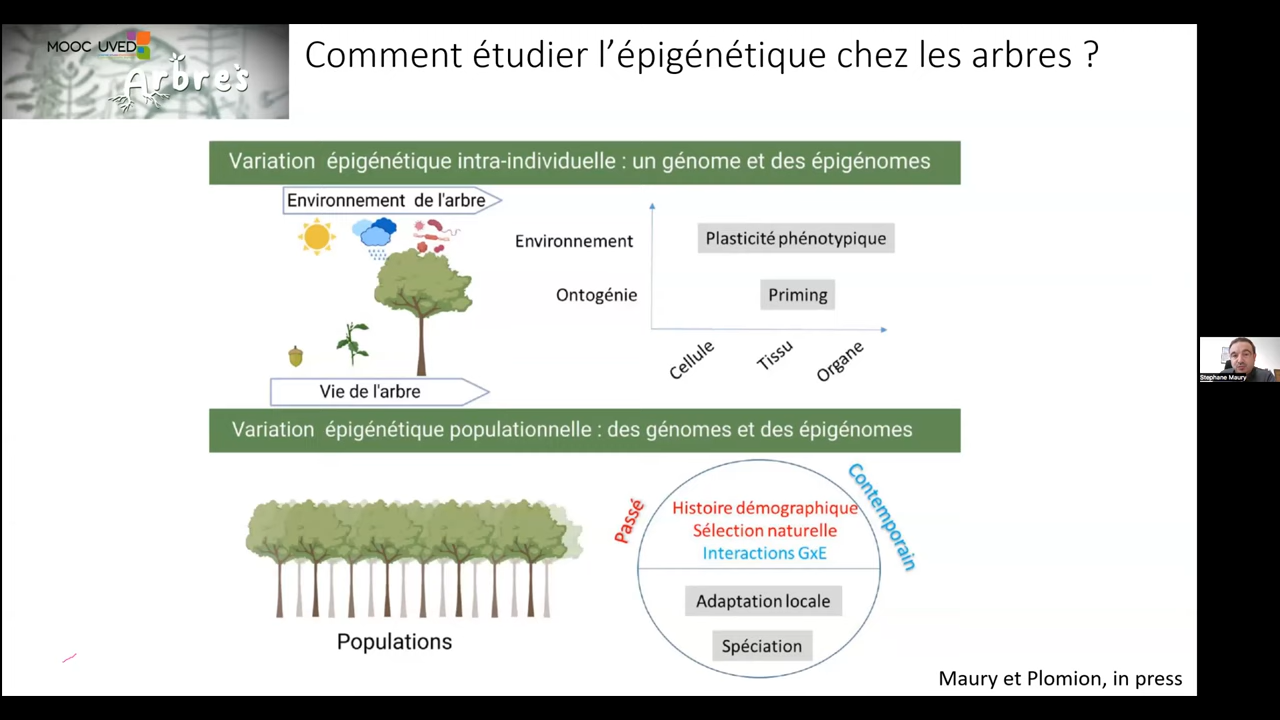 MOOC UVED
Arbres
Comment étudier l’épigénétique chez les arbres ?
Variation épigénétique intra-individuelle : un génome et des épigénomes
Environnement de l'arbre
Environnement
Plasticité phénotypique
Ontogénie
Priming
Cellule
Tissu
Organe
Vie de l'arbre
Variation épigénétique populationnelle : des génomes et des épigénomes
Passé
Contemporain
Histoire démographique
Sélection naturelle
Interactions GxE
Adaptation locale
Spéciation
Populations
Maury et Plomion, in press
Stephane Maury